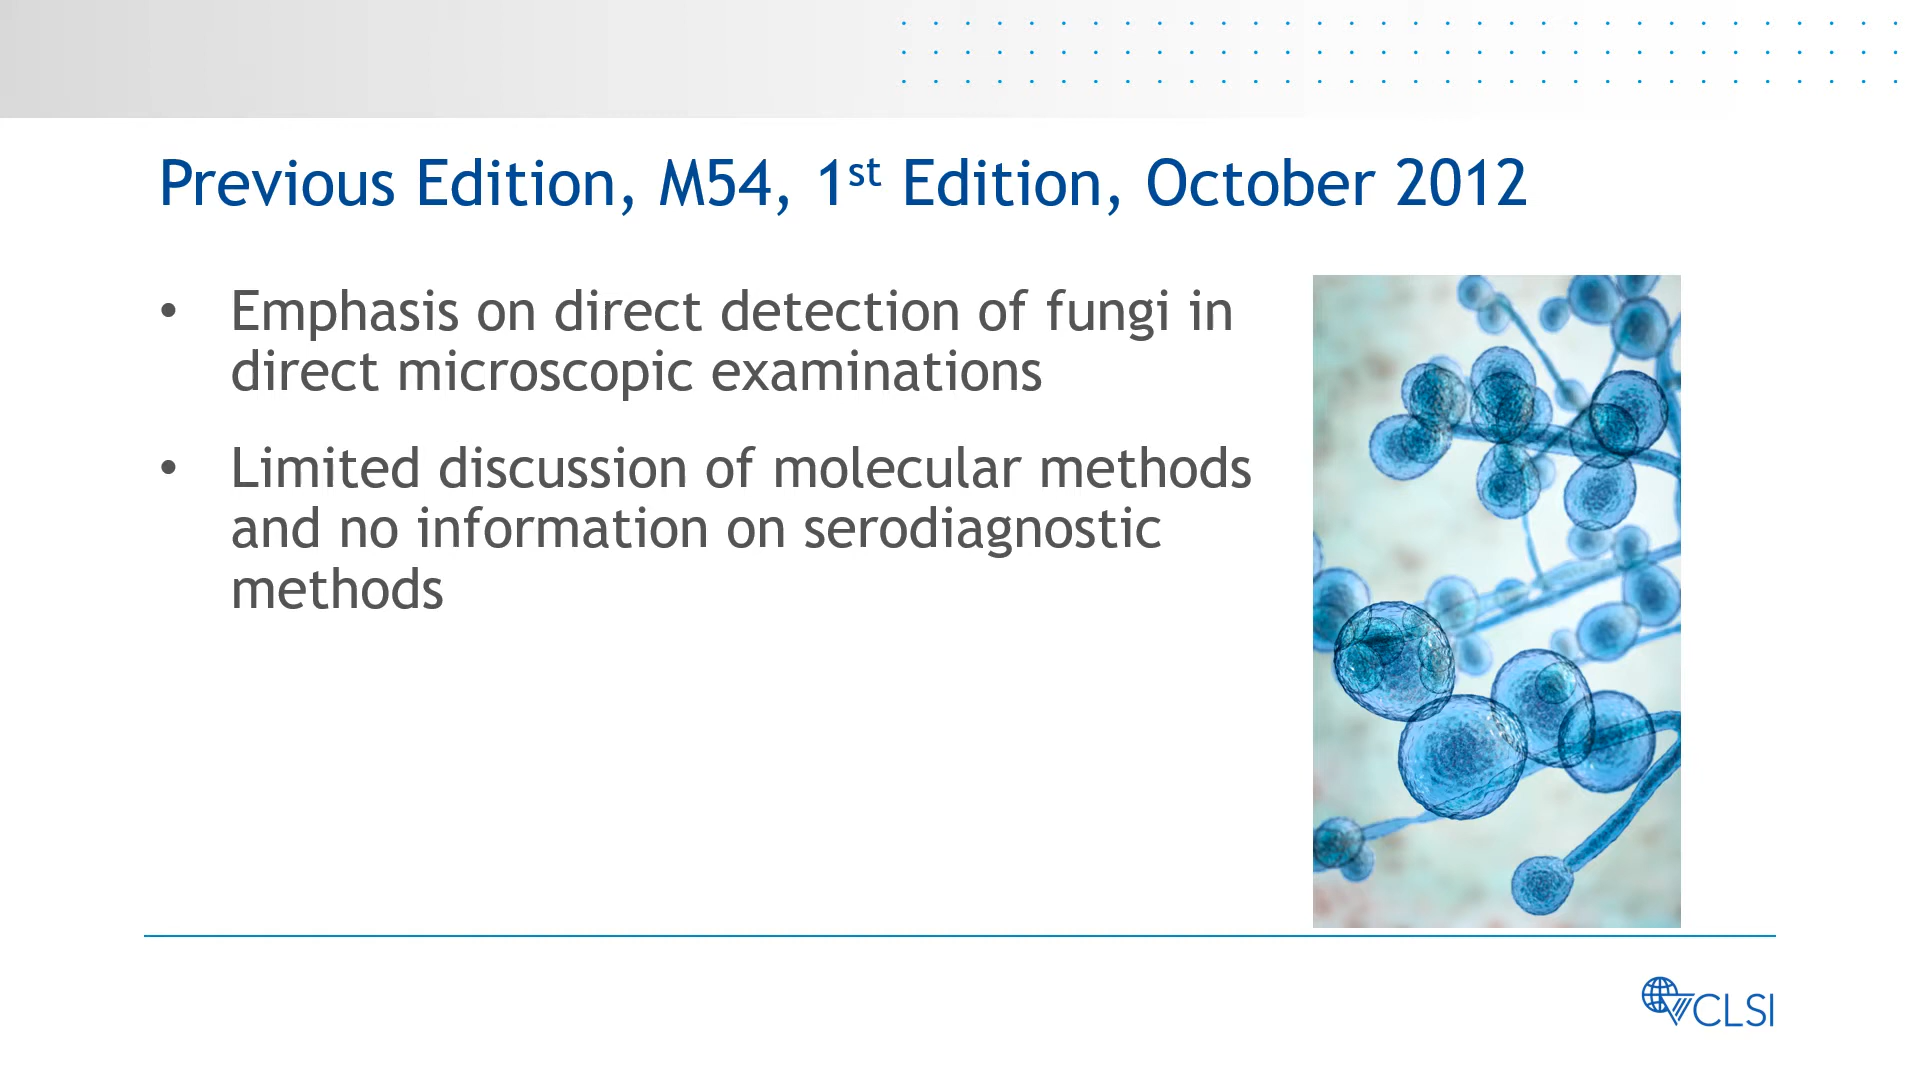 Previous Edition, M54, 1st Edition, October 2012
• Emphasis on direct detection of fungi in
direct microscopic examinations
• Limited discussion of molecular methods
and no information on serodiagnostic
methods
CLSI